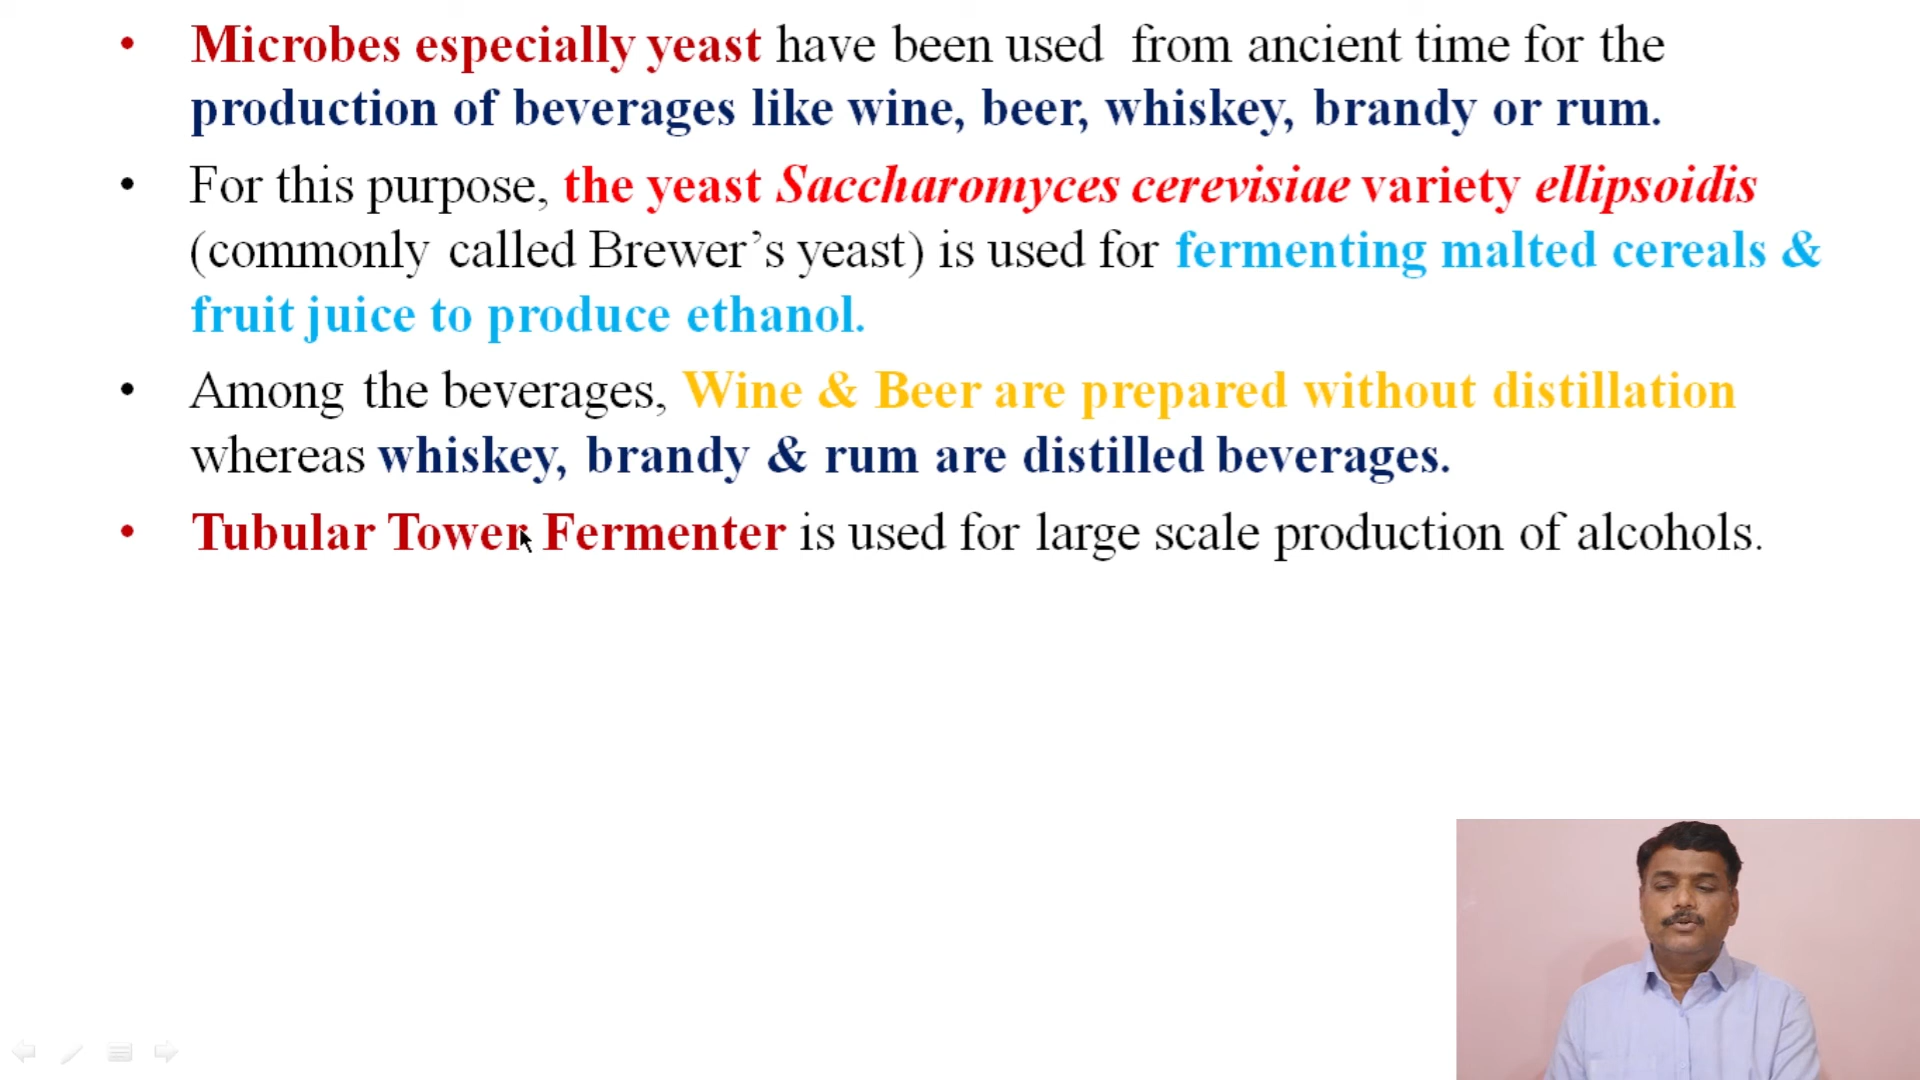 • Microbes especially yeast have been used from ancient time for the
production of beverages like wine, beer, whiskey, brandy or rum.
• For this purpose, the yeast Saccharomyces cerevisiae variety ellipsoidis
(commonly called Brewer’s yeast) is used for fermenting malted cereals &
fruit juice to produce ethanol.
• Among the beverages, Wine & Beer are prepared without distillation
whereas whiskey, brandy & rum are distilled beverages.
• Tubular Tower Fermenter is used for large scale production of alcohols.